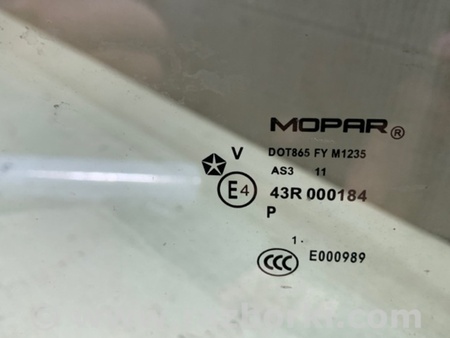 MOPAR®
V
DOT865 FY M1235
AS3 11
E4
43R 000184
P
1.
CCC
E000989